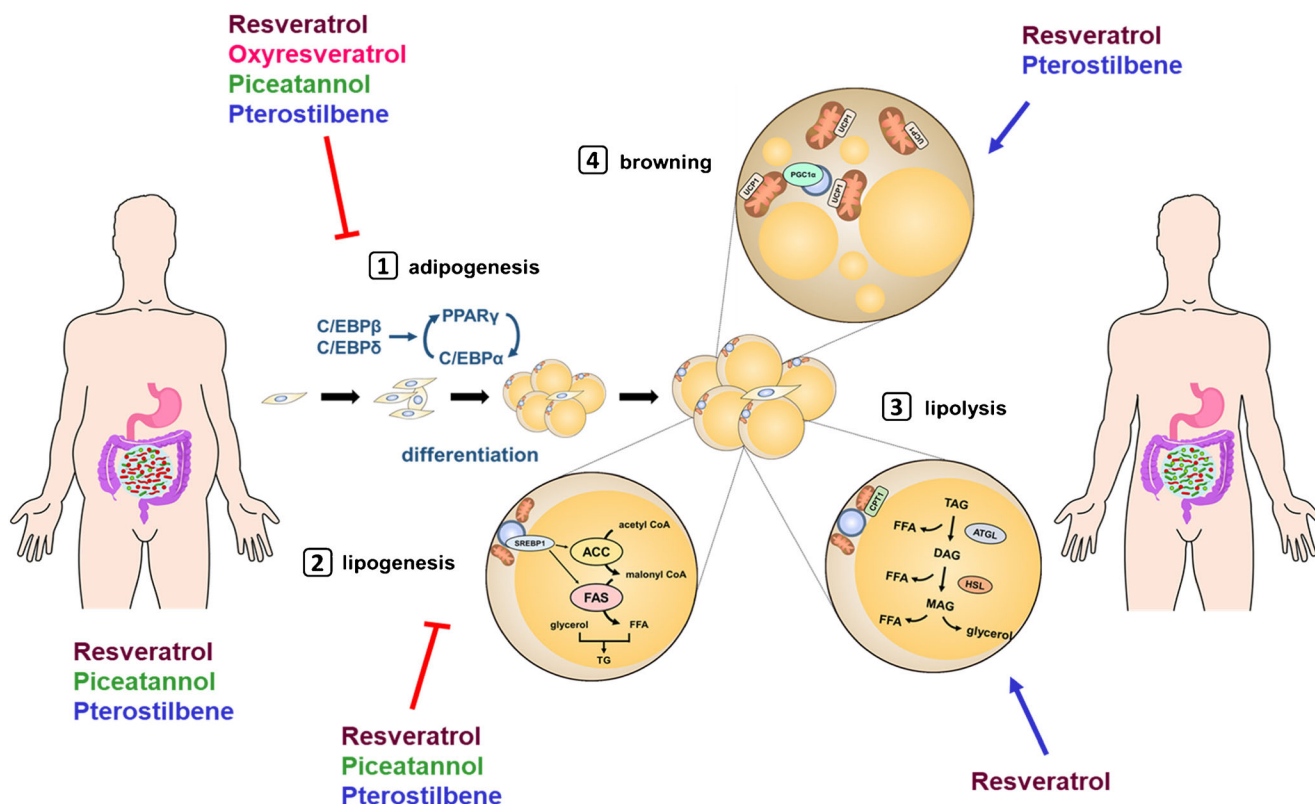 Resveratrol
Oxyresveratrol
Piceatannol
Pterostilbene
Resveratrol
Pterostilbene
4 browning
UCP1
UCP1
UCP1
PGC1α
UCP1
1 adipogenesis
C/EBPβ
C/EBPδ
PPARγ
C/EBPα
differentiation
3 lipolysis
2 lipogenesis
SREBP1
acetyl CoA
ACC
malonyl CoA
FAS
glycerol
FFA
TG
CPT1
TAG
FFA
ATGL
DAG
FFA
HSL
MAG
FFA
glycerol
Resveratrol
Piceatannol
Pterostilbene
Resveratrol
Piceatannol
Pterostilbene
Resveratrol